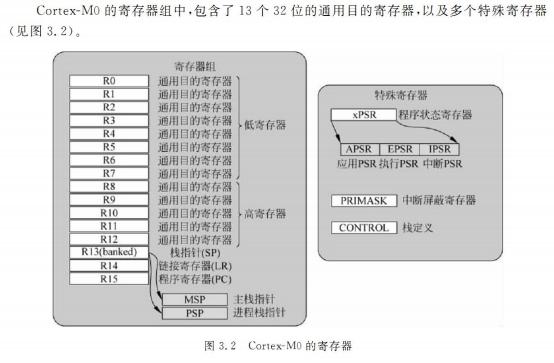 Cortex-M0 的寄存器组中,包含了 13 个 32 位的通用目的寄存器,以及多个特殊寄存器
(见图 3.2)。
寄存器组
R0 通用目的寄存器
R1 通用目的寄存器
R2 通用目的寄存器
R3 通用目的寄存器
R4 通用目的寄存器
R5 通用目的寄存器
R6 通用目的寄存器
R7 通用目的寄存器
低寄存器
R8 通用目的寄存器
R9 通用目的寄存器
R10 通用目的寄存器
R11 通用目的寄存器
R12 通用目的寄存器
高寄存器
R13(banked) 栈指针(SP)
R14 链接寄存器(LR)
R15 程序寄存器(PC)
MSP 主栈指针
PSP 进程栈指针
特殊寄存器
xPSR 程序状态寄存器
APSR EPSR IPSR
应用PSR 执行PSR 中断PSR
PRIMASK 中断屏蔽寄存器
CONTROL 栈定义
图 3.2 Cortex-M0 的寄存器